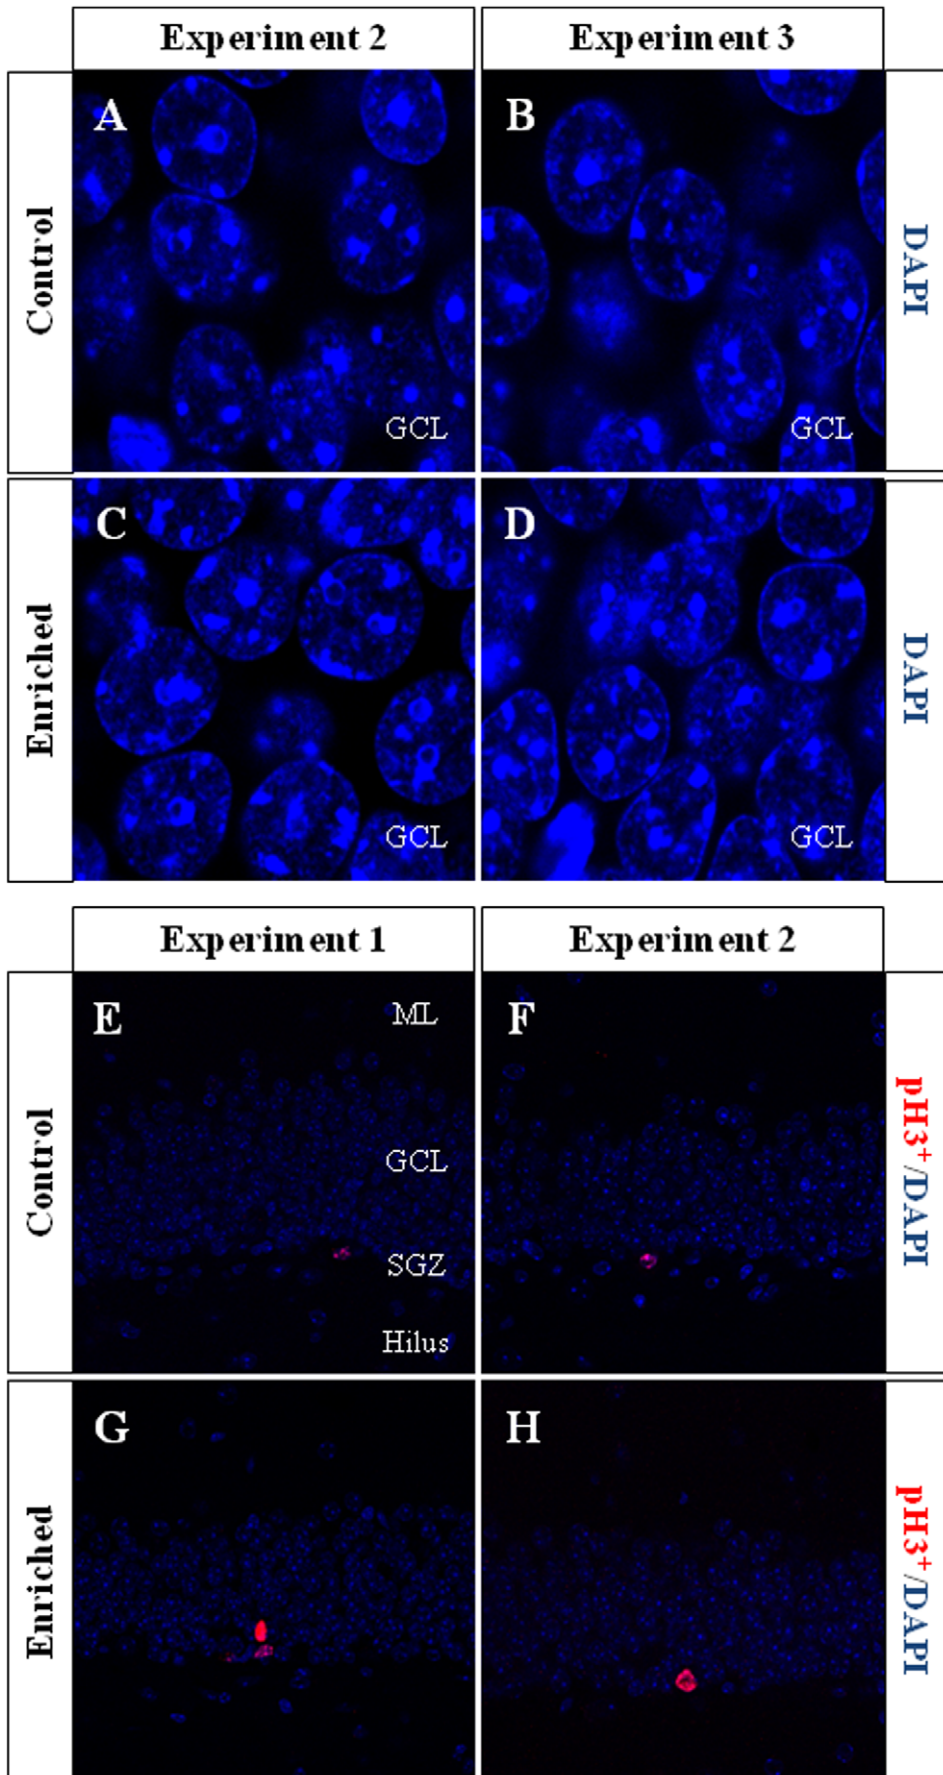 Experiment 2
Experiment 3
Control
A
B
DAPI
GCL
GCL
Enriched
C
D
DAPI
GCL
GCL
Experiment 1
Experiment 2
Control
E
ML
F
pH3⁺/DAPI
GCL
SGZ
Hilus
Enriched
G
H
pH3⁺/DAPI